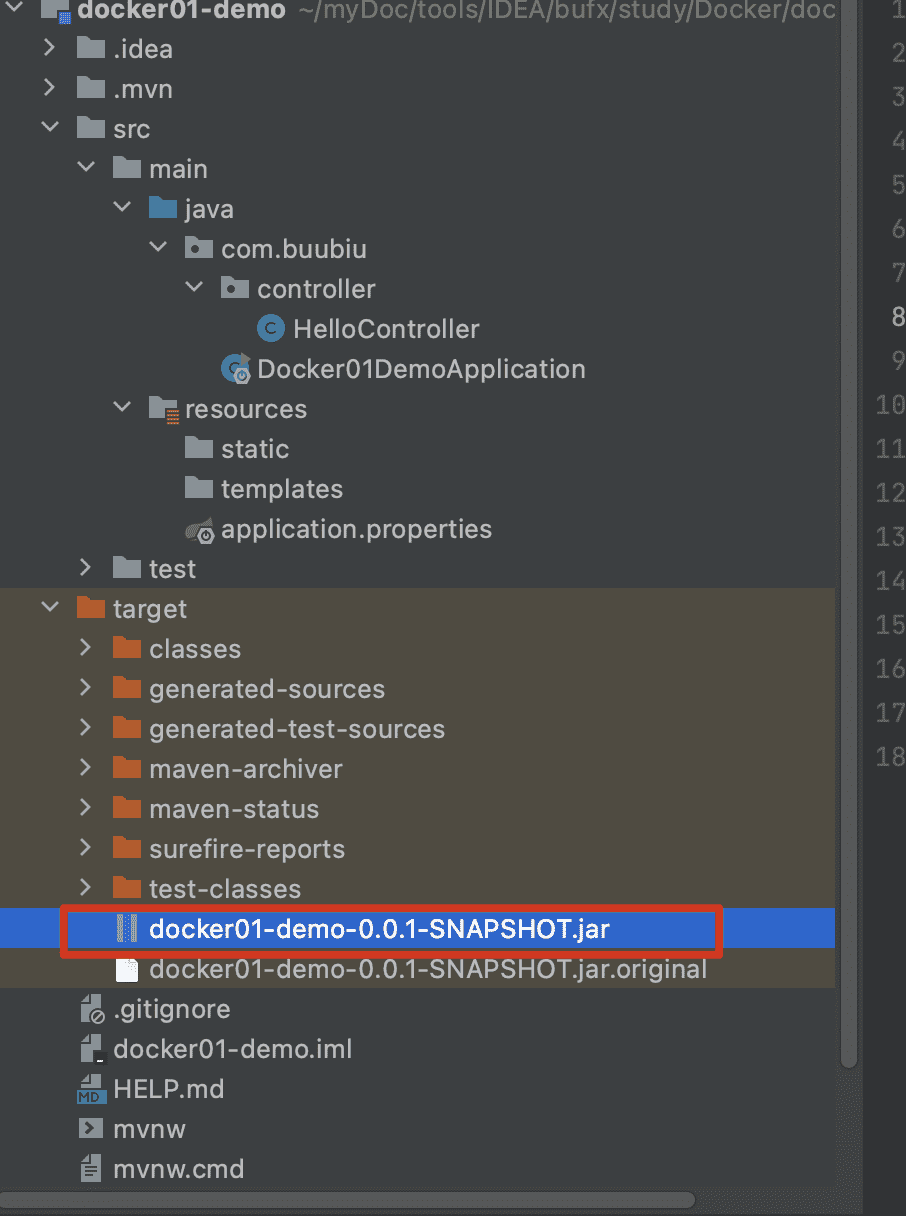 docker01-demo ~/myDoc/tools/IDEA/bufx/study/Docker/doc
.idea
.mvn
src
main
java
com.buubiu
controller
C HelloController
Docker01DemoApplication
resources
static
templates
application.properties
test
target
classes
generated-sources
generated-test-sources
maven-archiver
maven-status
surefire-reports
test-classes
docker01-demo-0.0.1-SNAPSHOT.jar
docker01-demo-0.0.1-SNAPSHOT.jar.original
.gitignore
docker01-demo.iml
MD HELP.md
mvnw
mvnw.cmd
1
2
3
4
5
6
7
8
9
10
11
12
13
14
15
16
17
18